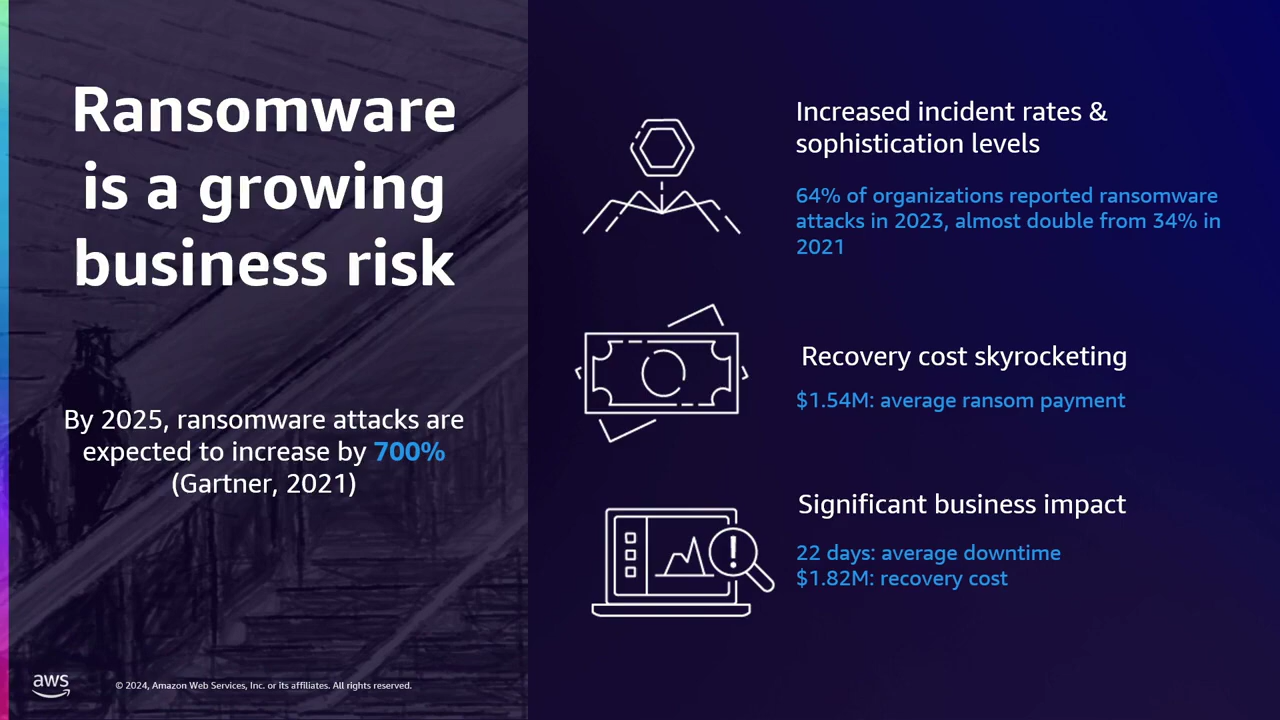 Ransomware
is a growing
business risk
By 2025, ransomware attacks are
expected to increase by 700%
(Gartner, 2021)
Increased incident rates &
sophistication levels
64% of organizations reported ransomware
attacks in 2023, almost double from 34% in
2021
Recovery cost skyrocketing
$1.54M: average ransom payment
Significant business impact
22 days: average downtime
$1.82M: recovery cost
aws
© 2024, Amazon Web Services, Inc. or its affiliates. All rights reserved.